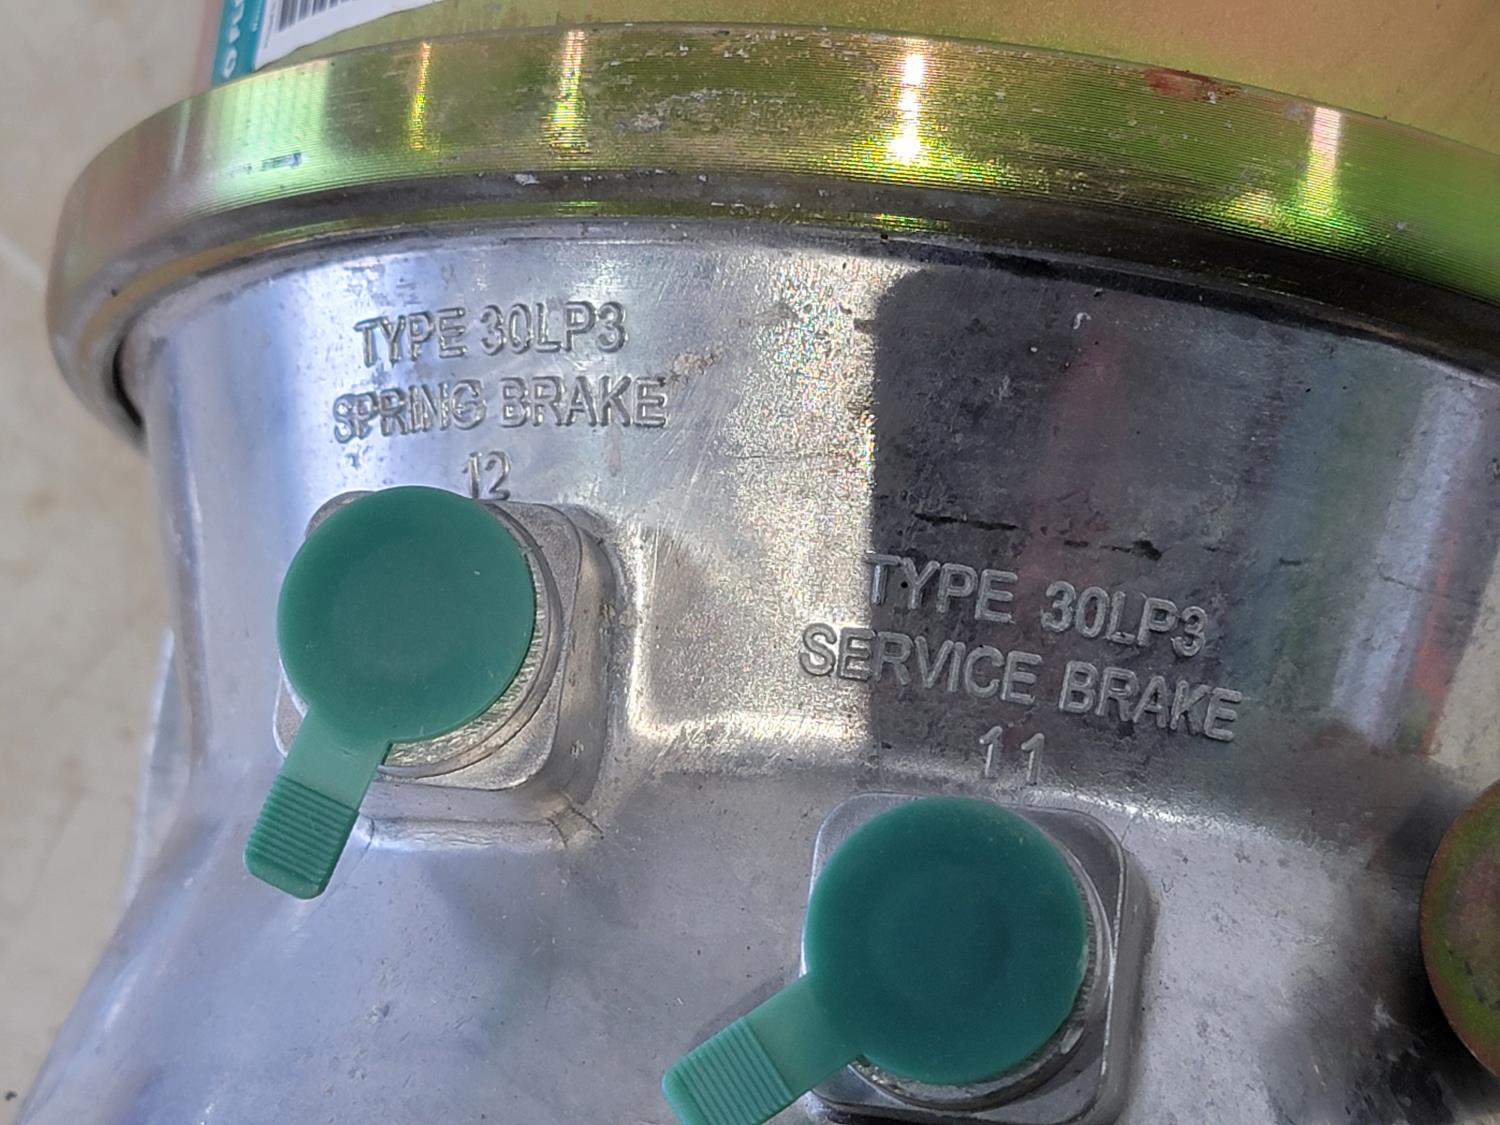 TYPE 30LP3
SPRING BRAKE
12
TYPE 30LP3
SERVICE BRAKE
11